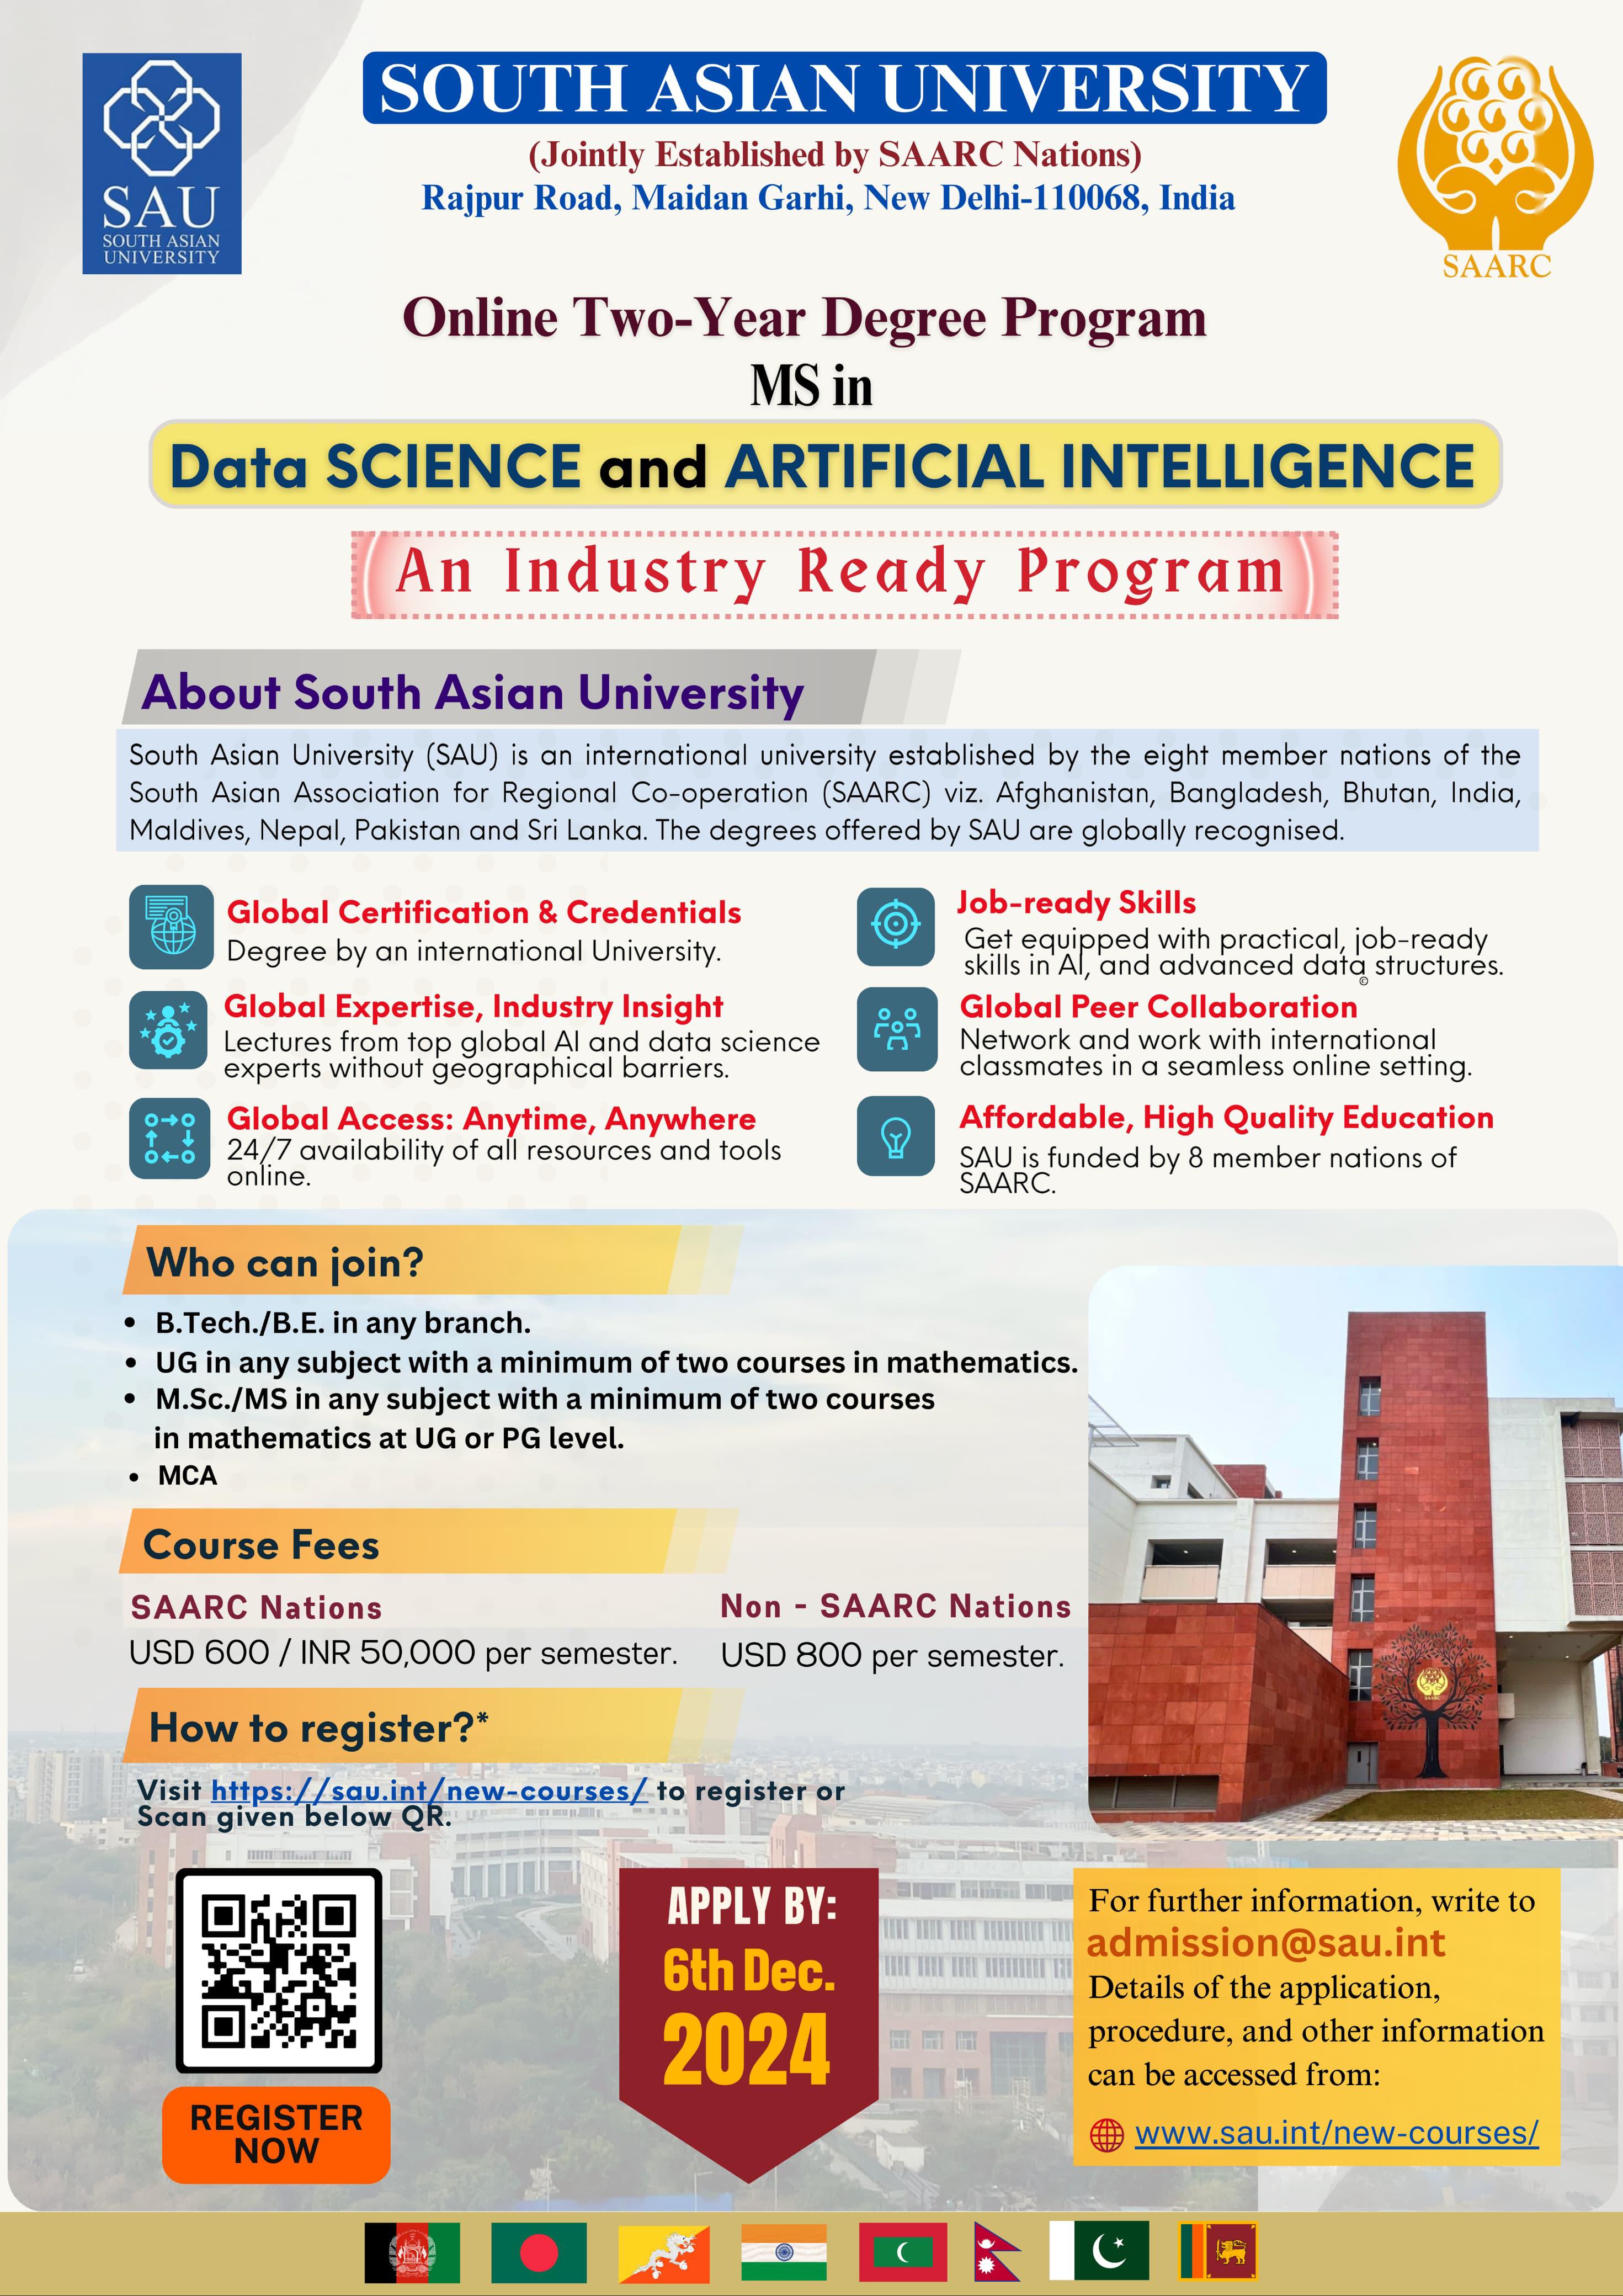 SAU
SOUTH ASIAN
UNIVERSITY
SOUTH ASIAN UNIVERSITY
(Jointly Established by SAARC Nations)
Rajpur Road, Maidan Garhi, New Delhi-110068, India
SAARC
Online Two-Year Degree Program
MS in
Data SCIENCE and ARTIFICIAL INTELLIGENCE
An Industry Ready Program
About South Asian University
South Asian University (SAU) is an international university established by the eight member nations of the
South Asian Association for Regional Co-operation (SAARC) viz. Afghanistan, Bangladesh, Bhutan, India,
Maldives, Nepal, Pakistan and Sri Lanka. The degrees offered by SAU are globally recognised.
Global Certification & Credentials
Degree by an international University.
Global Expertise, Industry Insight
Lectures from top global AI and data science
experts without geographical barriers.
Global Access: Anytime, Anywhere
24/7 availability of all resources and tools
online.
Job-ready Skills
Get equipped with practical, job-ready
skills in AI, and advanced data structures.
©
Global Peer Collaboration
Network and work with international
classmates in a seamless online setting.
Affordable, High Quality Education
SAU is funded by 8 member nations of
SAARC.
Who can join?
• B.Tech./B.E. in any branch.
• UG in any subject with a minimum of two courses in mathematics.
• M.Sc./MS in any subject with a minimum of two courses
in mathematics at UG or PG level.
• MCA
Course Fees
SAARC Nations
USD 600 / INR 50,000 per semester.
Non - SAARC Nations
USD 800 per semester.
How to register?*
Visit https://sau.int/new-courses/ to register or
Scan given below QR.
REGISTER
NOW
APPLY BY:
6th Dec.
2024
For further information, write to
admission@sau.int
Details of the application,
procedure, and other information
can be accessed from:
www.sau.int/new-courses/